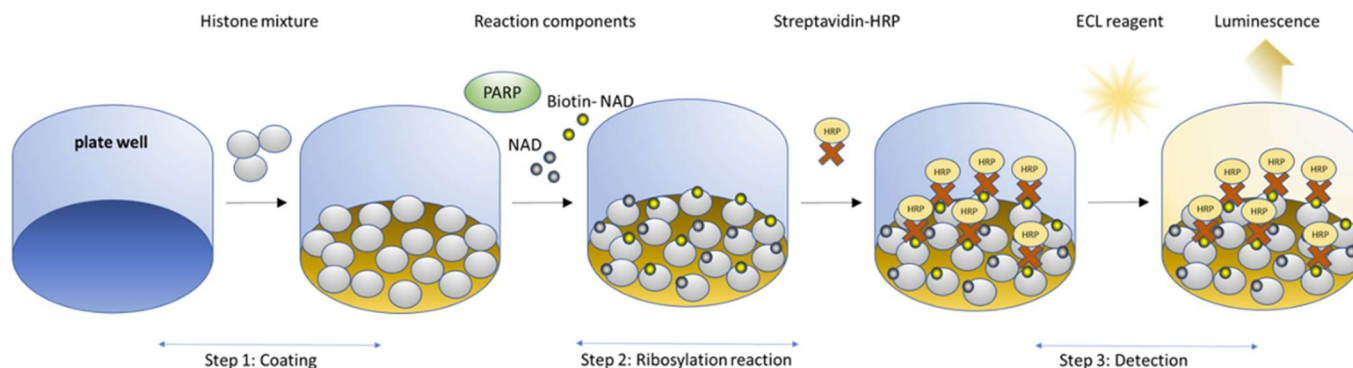 Histone mixture
Reaction components
Streptavidin-HRP
ECL reagent
Luminescence
PARP
Biotin- NAD
NAD
plate well
HRP
HRP
HRP
HRP
HRP
HRP
HRP
HRP
HRP
HRP
HRP
HRP
HRP
Step 1: Coating
Step 2: Ribosylation reaction
Step 3: Detection